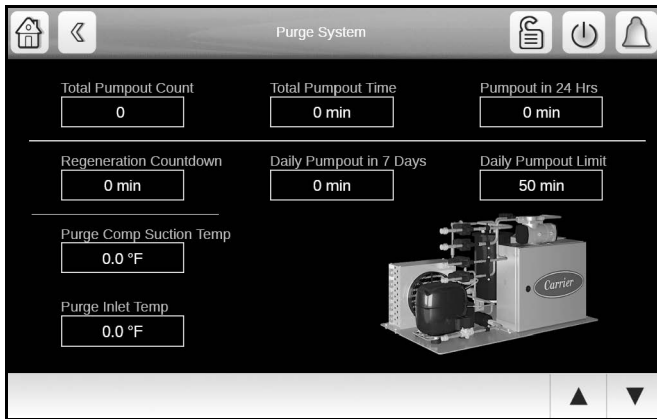 Purge System
Total Pumpout Count
Total Pumpout Time
Pumpout in 24 Hrs
0
0 min
0 min
Regeneration Countdown
Daily Pumpout in 7 Days
Daily Pumpout Limit
0 min
0 min
50 min
Purge Comp Suction Temp
0.0 °F
Carrier
Purge Inlet Temp
0.0 °F